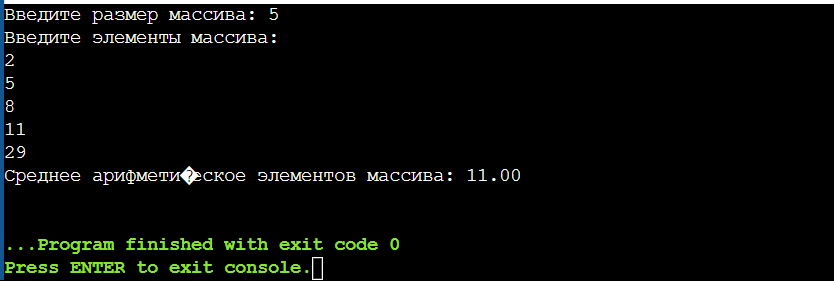 Введите размер массива: 5
Введите элементы массива:
2
5
8
11
29
Среднее арифмети�еское элементов массива: 11.00
...Program finished with exit code 0
Press ENTER to exit console.